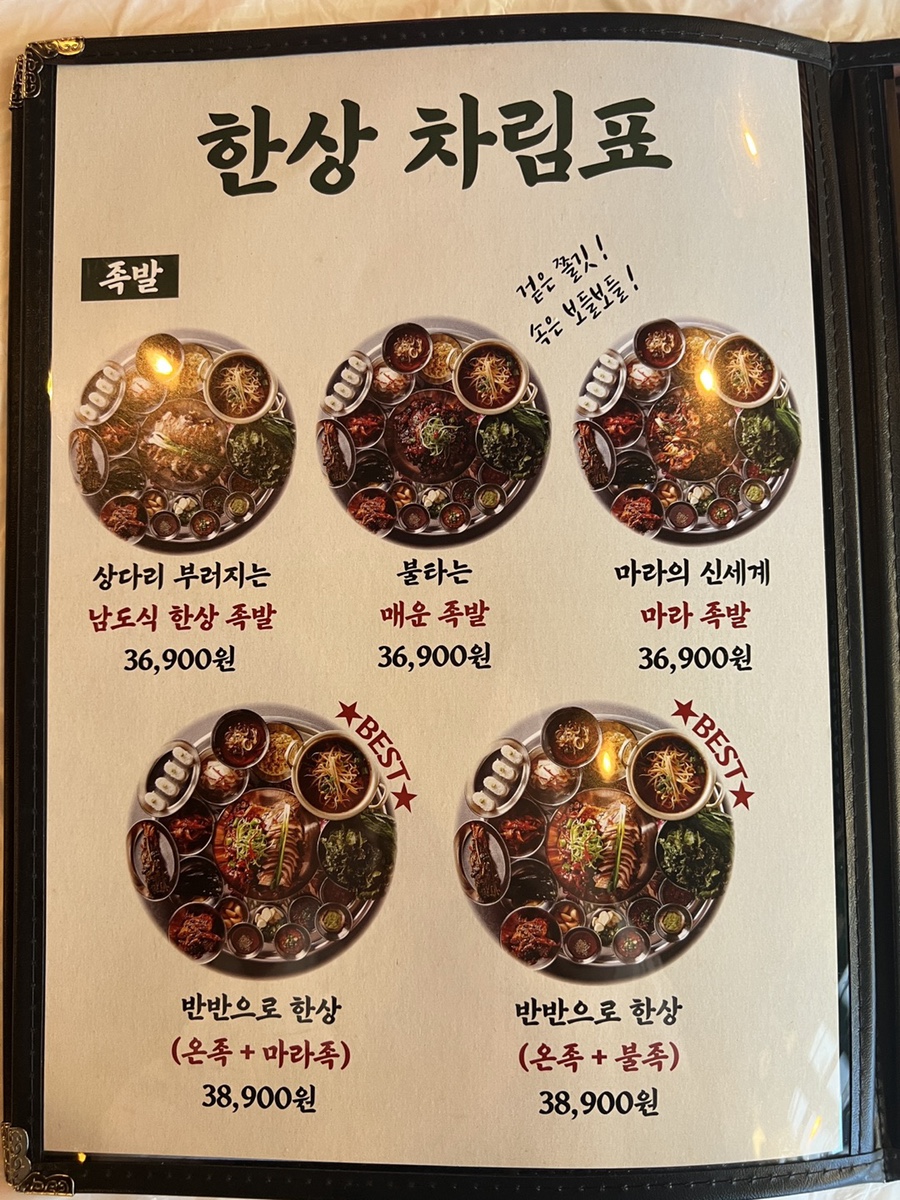 한상 차림표
족발
겉은 쫄깃!
속은 보들보들!
상다리 부러지는
남도식 한상 족발
36,900원
불타는
매운 족발
36,900원
마라의 신세계
마라 족발
36,900원
★BEST★
반반으로 한상
(온족 + 마라족)
38,900원
★BEST★
반반으로 한상
(온족 + 불족)
38,900원